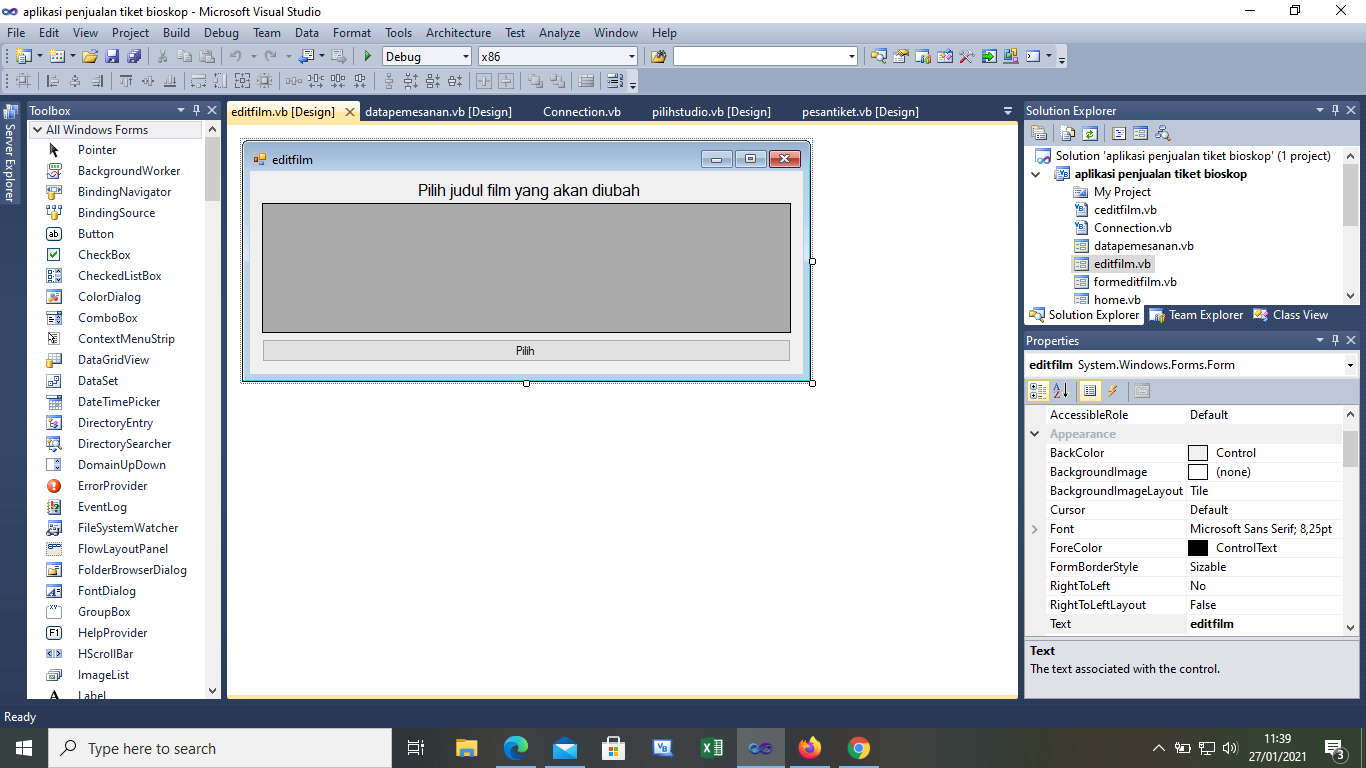 aplikasi penjualan tiket bioskop - Microsoft Visual Studio
File Edit View Project Build Debug Team Data Format Tools Architecture Test Analyze Window Help
Debug x86
Server Explorer
Toolbox
All Windows Forms
Pointer
BackgroundWorker
BindingNavigator
BindingSource
Button
CheckBox
CheckedListBox
ColorDialog
ComboBox
ContextMenuStrip
DataGridView
DataSet
DateTimePicker
DirectoryEntry
DirectorySearcher
DomainUpDown
ErrorProvider
EventLog
FileSystemWatcher
FlowLayoutPanel
FolderBrowserDialog
FontDialog
GroupBox
HelpProvider
HScrollBar
ImageList
Label
editfilm.vb [Design] datapemesanan.vb [Design] Connection.vb pilihstudio.vb [Design] pesantiket.vb [Design]
editfilm
Pilih judul film yang akan diubah
Pilih
Solution Explorer
Solution 'aplikasi penjualan tiket bioskop' (1 project)
aplikasi penjualan tiket bioskop
My Project
ceditfilm.vb
Connection.vb
datapemesanan.vb
editfilm.vb
formeditfilm.vb
home.vb
Solution Explorer Team Explorer Class View
Properties
editfilm System.Windows.Forms.Form
AccessibleRole Default
Appearance
BackColor Control
BackgroundImage (none)
BackgroundImageLayout Tile
Cursor Default
Font Microsoft Sans Serif; 8,25pt
ForeColor ControlText
FormBorderStyle Sizable
RightToLeft No
RightToLeftLayout False
Text editfilm
Text
The text associated with the control.
Ready
Type here to search
11:39
27/01/2021
3